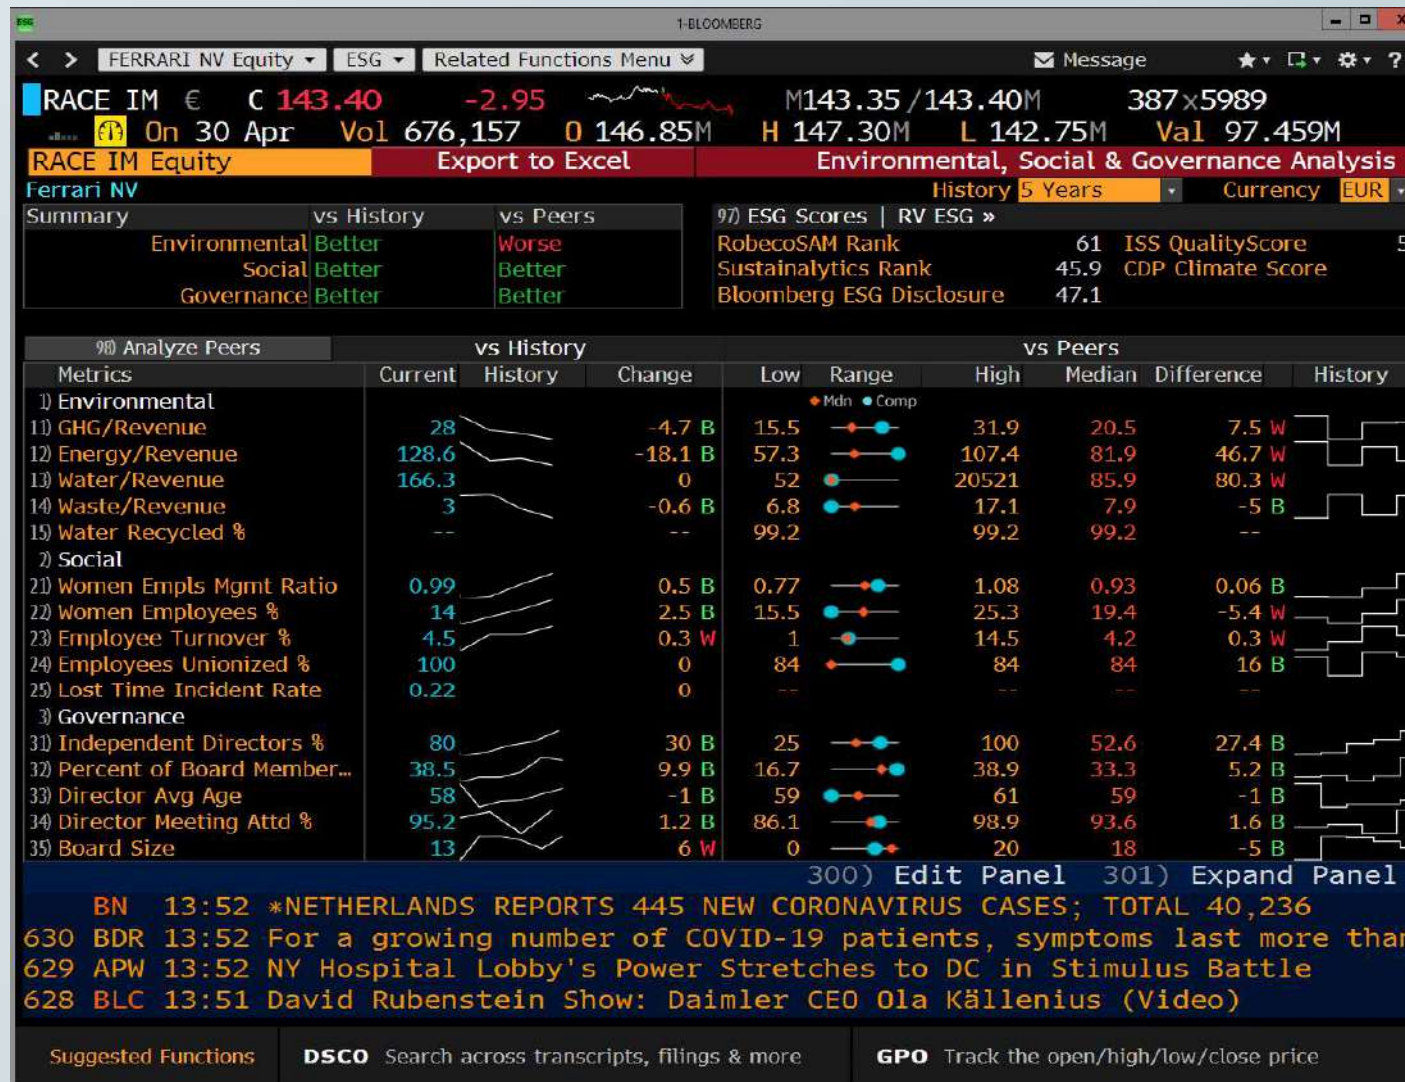 ESG 1-BLOOMBERG
< > FERRARI NV Equity ESG Related Functions Menu Message ?
RACE IM € C 143.40 -2.95 M143.35/143.40M 387x5989
On 30 Apr Vol 676,157 O 146.85M H 147.30M L 142.75M Val 97.459M
RACE IM Equity Export to Excel Environmental, Social & Governance Analysis
Ferrari NV History 5 Years Currency EUR
Summary vs History vs Peers 97) ESG Scores | RV ESG »
Environmental Better Worse RobecoSAM Rank 61 ISS QualityScore 5
Social Better Better Sustainalytics Rank 45.9 CDP Climate Score
Governance Better Better Bloomberg ESG Disclosure 47.1
98) Analyze Peers vs History vs Peers
Metrics Current History Change Low Range High Median Difference History
1) Environmental Mdn Comp
11) GHG/Revenue 28 -4.7 B 15.5 31.9 20.5 7.5 W
12) Energy/Revenue 128.6 -18.1 B 57.3 107.4 81.9 46.7 W
13) Water/Revenue 166.3 0 52 20521 85.9 80.3 W
14) Waste/Revenue 3 -0.6 B 6.8 17.1 7.9 -5 B
15) Water Recycled % -- -- 99.2 99.2 99.2 --
2) Social
21) Women Empls Mgmt Ratio 0.99 0.5 B 0.77 1.08 0.93 0.06 B
22) Women Employees % 14 2.5 B 15.5 25.3 19.4 -5.4 W
23) Employee Turnover % 4.5 0.3 W 1 14.5 4.2 0.3 W
24) Employees Unionized % 100 0 84 84 84 16 B
25) Lost Time Incident Rate 0.22 0 -- -- -- --
3) Governance
31) Independent Directors % 80 30 B 25 100 52.6 27.4 B
32) Percent of Board Member... 38.5 9.9 B 16.7 38.9 33.3 5.2 B
33) Director Avg Age 58 -1 B 59 61 59 -1 B
34) Director Meeting Attd % 95.2 1.2 B 86.1 98.9 93.6 1.6 B
35) Board Size 13 6 W 0 20 18 -5 B
300) Edit Panel 301) Expand Panel
BN 13:52 *NETHERLANDS REPORTS 445 NEW CORONAVIRUS CASES; TOTAL 40,236
630 BDR 13:52 For a growing number of COVID-19 patients, symptoms last more than
629 APW 13:52 NY Hospital Lobby's Power Stretches to DC in Stimulus Battle
628 BLC 13:51 David Rubenstein Show: Daimler CEO Ola Källenius (Video)
Suggested Functions DSCO Search across transcripts, filings & more GPO Track the open/high/low/close price